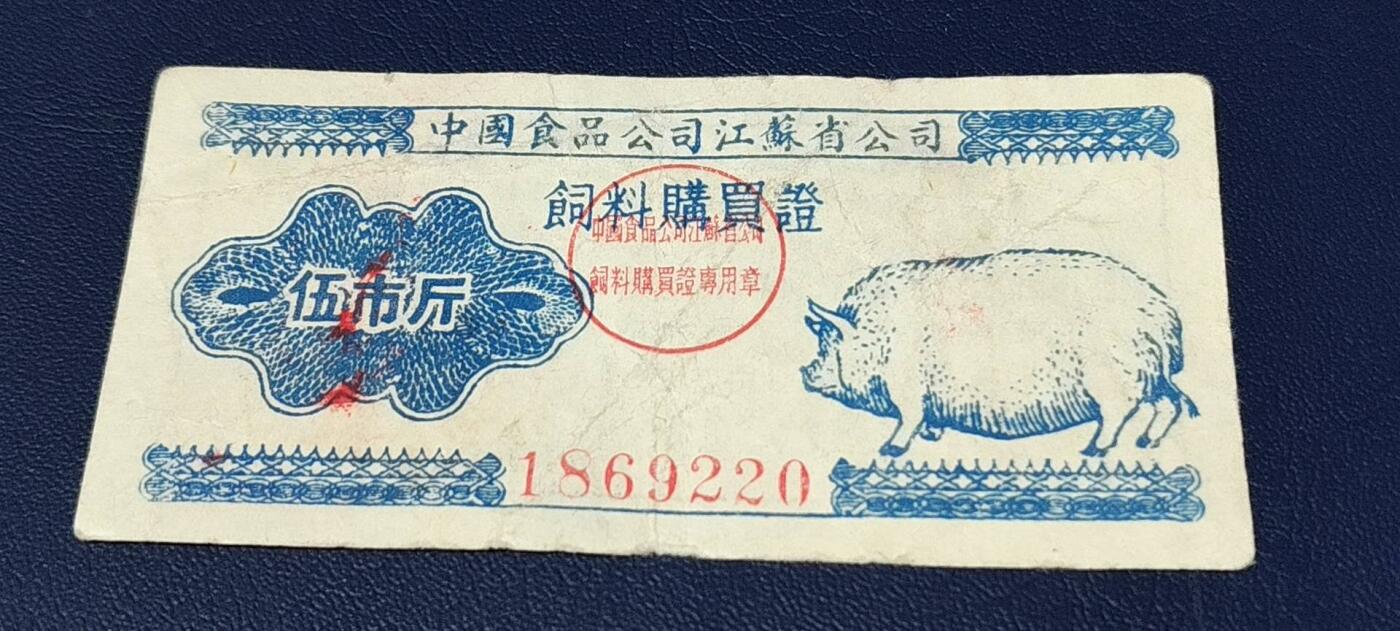 中國食品公司江蘇省公司
飼料購買證
中國食品公司江蘇省公司
飼料購買證專用章
伍市斤
1869220